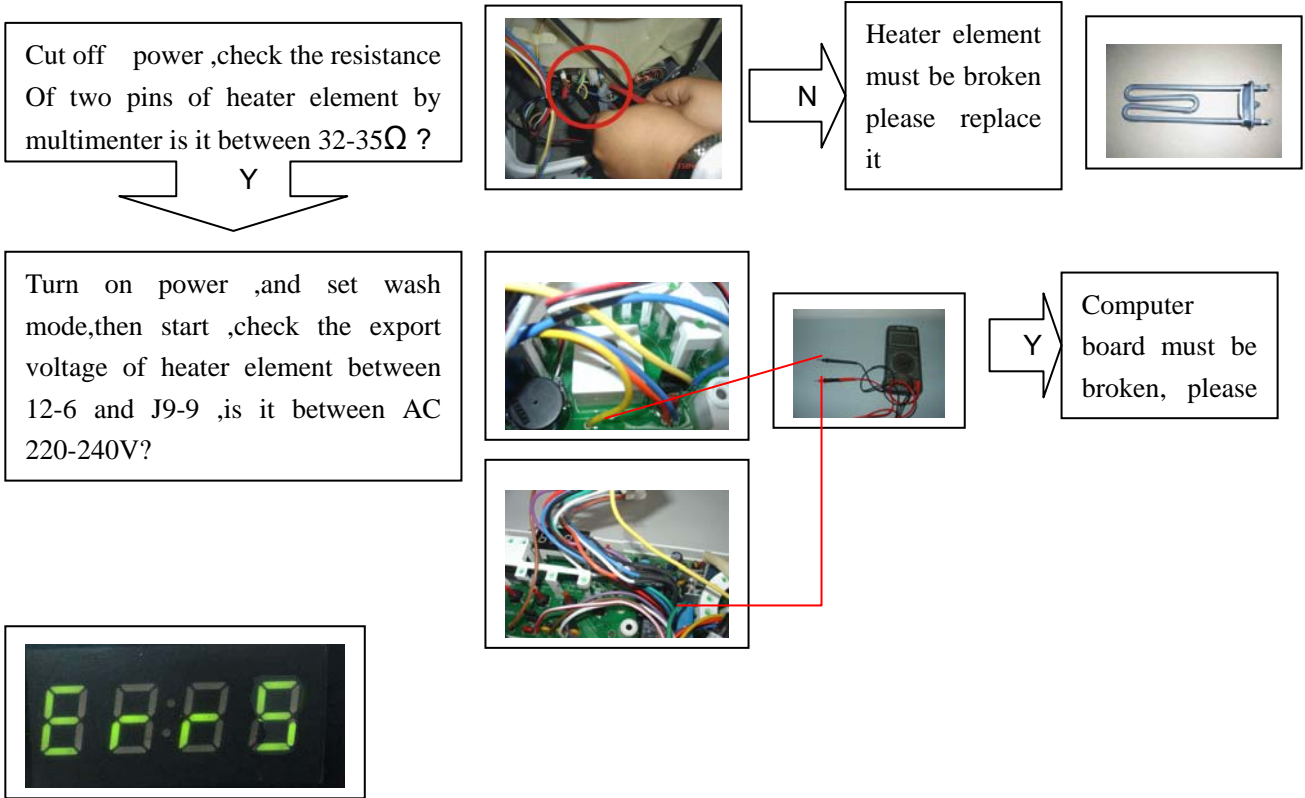 Cut off power ,check the resistance
Of two pins of heater element by
multimenter is it between 32-35Ω ?
Y
N
Heater element
must be broken
please replace
it
Turn on power ,and set wash
mode,then start ,check the export
voltage of heater element between
12-6 and J9-9 ,is it between AC
220-240V?
Y
Computer
board must be
broken, please
Err5